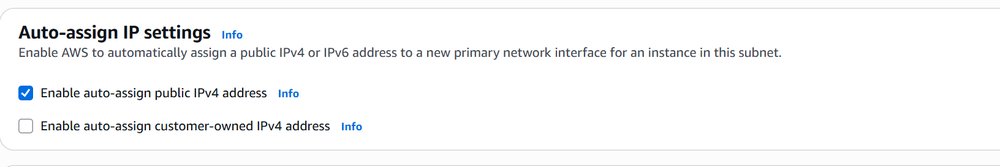 Auto-assign IP settings Info
Enable AWS to automatically assign a public IPv4 or IPv6 address to a new primary network interface for an instance in this subnet.
Enable auto-assign public IPv4 address Info
Enable auto-assign customer-owned IPv4 address Info